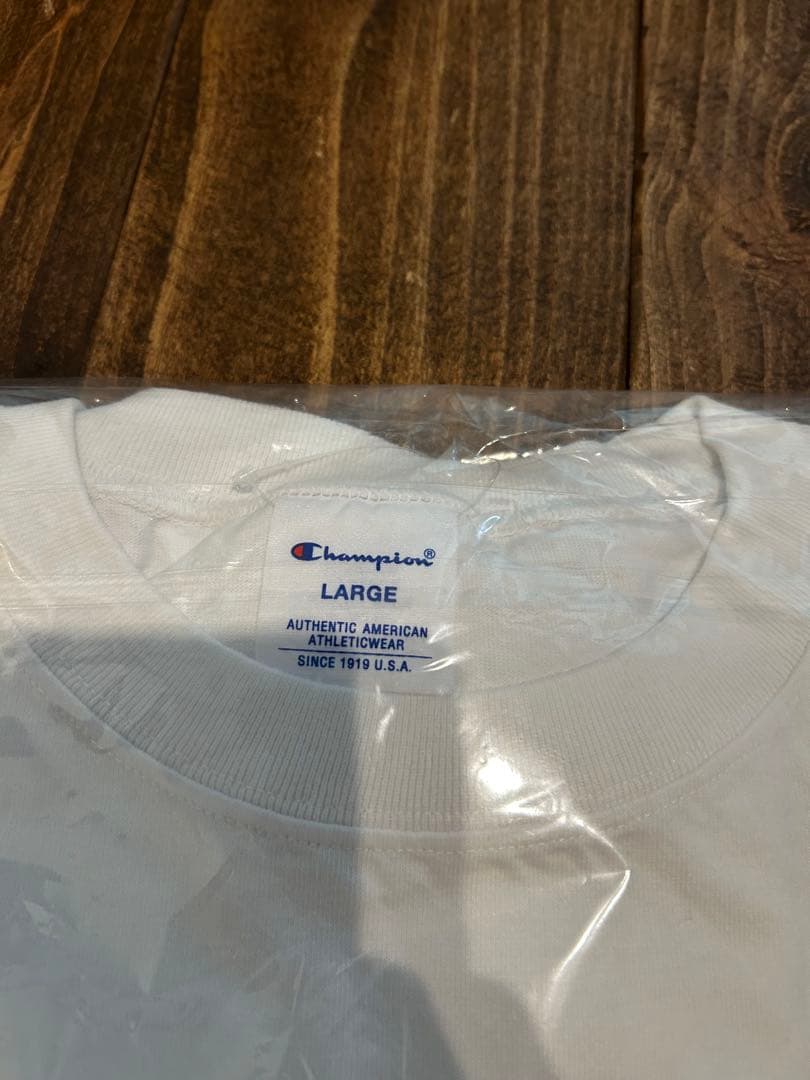 Champion®
LARGE
AUTHENTIC AMERICAN
ATHLETICWEAR
SINCE 1919 U.S.A.